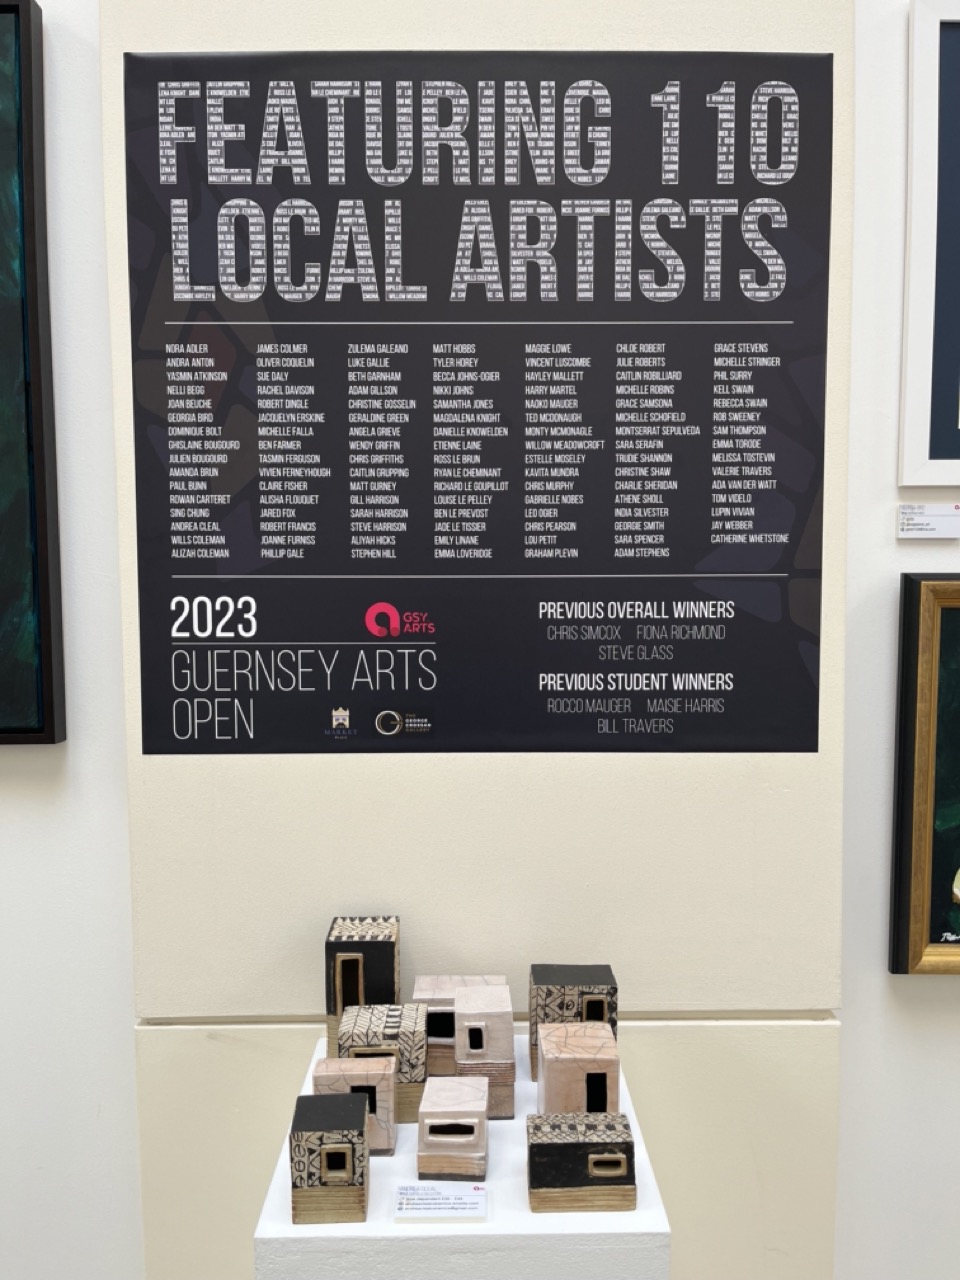 FEATURING 110
LOCAL ARTISTS
NORA ADLER
ANDRA ANTON
YASMIN ATKINSON
NELLI BEGG
JOAN BEUCHE
GEORGIA BIRD
DOMINIQUE BOLT
GHISLAINE BOUGOURD
JULIEN BOUGOURD
AMANDA BRUN
PAUL BUNN
ROWAN CARTERET
SING CHUNG
ANDREA CLEAL
WILLS COLEMAN
ALIZAH COLEMAN
JAMES COLMER
OLIVER COQUELIN
SUE DALY
RACHEL DAVISON
ROBERT DINGLE
JACQUELYN ERSKINE
MICHELLE FALLA
BEN FARMER
TASMIN FERGUSON
VIVIEN FERNEYHOUGH
CLAIRE FISHER
ALISHA FLOUQUET
JARED FOX
ROBERT FRANCIS
JOANNE FURNISS
PHILLIP GALE
ZULEMA GALEANO
LUKE GALLIE
BETH GARNHAM
ADAM GILLSON
CHRISTINE GOSSELIN
GERALDINE GREEN
ANGELA GRIEVE
WENDY GRIFFIN
CHRIS GRIFFITHS
CAITLIN GRUPPING
MATT GURNEY
GILL HARRISON
SARAH HARRISON
STEVE HARRISON
ALIYAH HICKS
STEPHEN HILL
MATT HOBBS
TYLER HOREY
BECCA JOHNS-OGIER
NIKKI JOHNS
SAMANTHA JONES
MAGDALENA KNIGHT
DANIELLE KNOWELDEN
ETIENNE LAINE
ROSS LE BRUN
RYAN LE CHEMINANT
RICHARD LE GOUPILLOT
LOUISE LE PELLEY
BEN LE PREVOST
JADE LE TISSIER
EMILY LINANE
EMMA LOVERIDGE
MAGGIE LOWE
VINCENT LUSCOMBE
HAYLEY MALLETT
HARRY MARTEL
NAOKO MAUGER
TED MCDONAUGH
MONTY MCMONAGLE
WILLOW MEADOWCROFT
ESTELLE MOSELEY
KAVITA MUNDRA
CHRIS MURPHY
GABRIELLE NOBES
LEO OGIER
CHRIS PEARSON
LOU PETIT
GRAHAM PLEVIN
CHLOE ROBERT
JULIE ROBERTS
CAITLIN ROBILLIARD
MICHELLE ROBINS
GRACE SAMSONA
MICHELLE SCHOFIELD
MONTSERRAT SEPULVEDA
SARA SERAFIN
TRUDIE SHANNON
CHRISTINE SHAW
CHARLIE SHERIDAN
ATHENE SHOLL
INDIA SILVESTER
GEORGIE SMITH
SARA SPENCER
ADAM STEPHENS
GRACE STEVENS
MICHELLE STRINGER
PHIL SURRY
KELL SWAIN
REBECCA SWAIN
ROB SWEENEY
SAM THOMPSON
EMMA TORODE
MELISSA TOSTEVIN
VALERIE TRAVERS
ADA VAN DER WATT
TOM VIDELO
LUPIN VIVIAN
JAY WEBBER
CATHERINE WHETSTONE
2023
GSY
ARTS
GUERNSEY ARTS
OPEN
MARKET
THE
GEORGE
CROSSAN
GALLERY
PREVIOUS OVERALL WINNERS
CHRIS SIMCOX FIONA RICHMOND
STEVE GLASS
PREVIOUS STUDENT WINNERS
ROCCO MAUGER MAISIE HARRIS
BILL TRAVERS